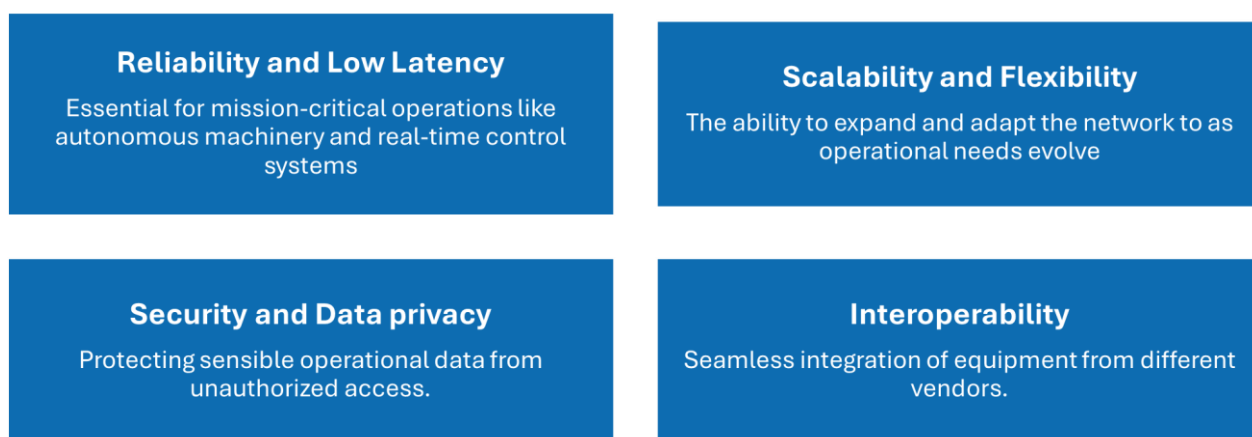 Reliability and Low Latency
Essential for mission-critical operations like
autonomous machinery and real-time control
systems
Scalability and Flexibility
The ability to expand and adapt the network to as
operational needs evolve
Security and Data privacy
Protecting sensible operational data from
unauthorized access.
Interoperability
Seamless integration of equipment from different
vendors.